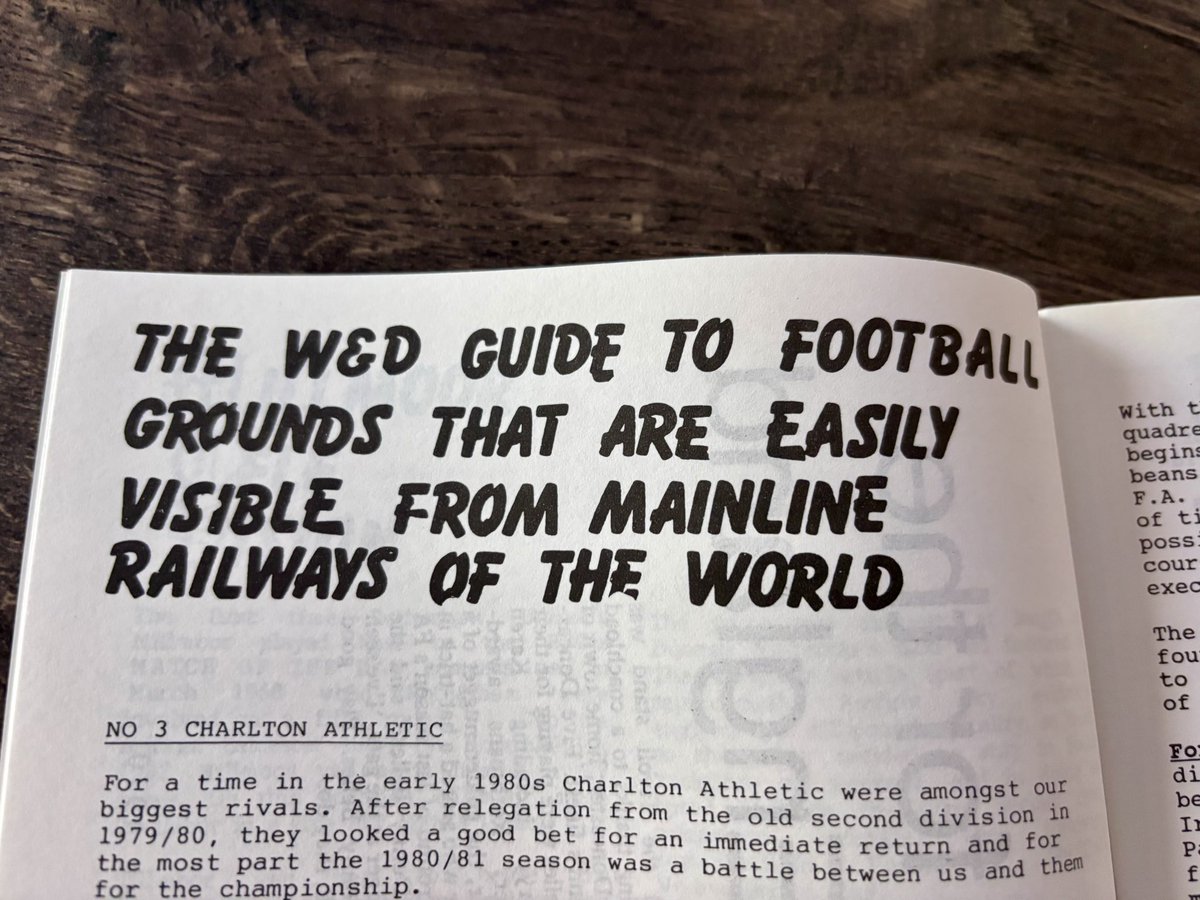 THE W&D GUIDE TO FOOTBALL
GROUNDS THAT ARE EASILY
VISIBLE FROM MAINLINE
RAILWAYS OF THE WORLD
NO 3 CHARLTON ATHLETIC
For a time in the early 1980s Charlton Athletic were amongst our
biggest rivals. After relegation from the old second division in
1979/80, they looked a good bet for an immediate return and for
the most part the 1980/81 season was a battle between us and them
for the championship.
With
quadre
begins
beans
F.A.
of ti
possi
cour
exec
The
four
to
of
For
di
be
In
Pa
f